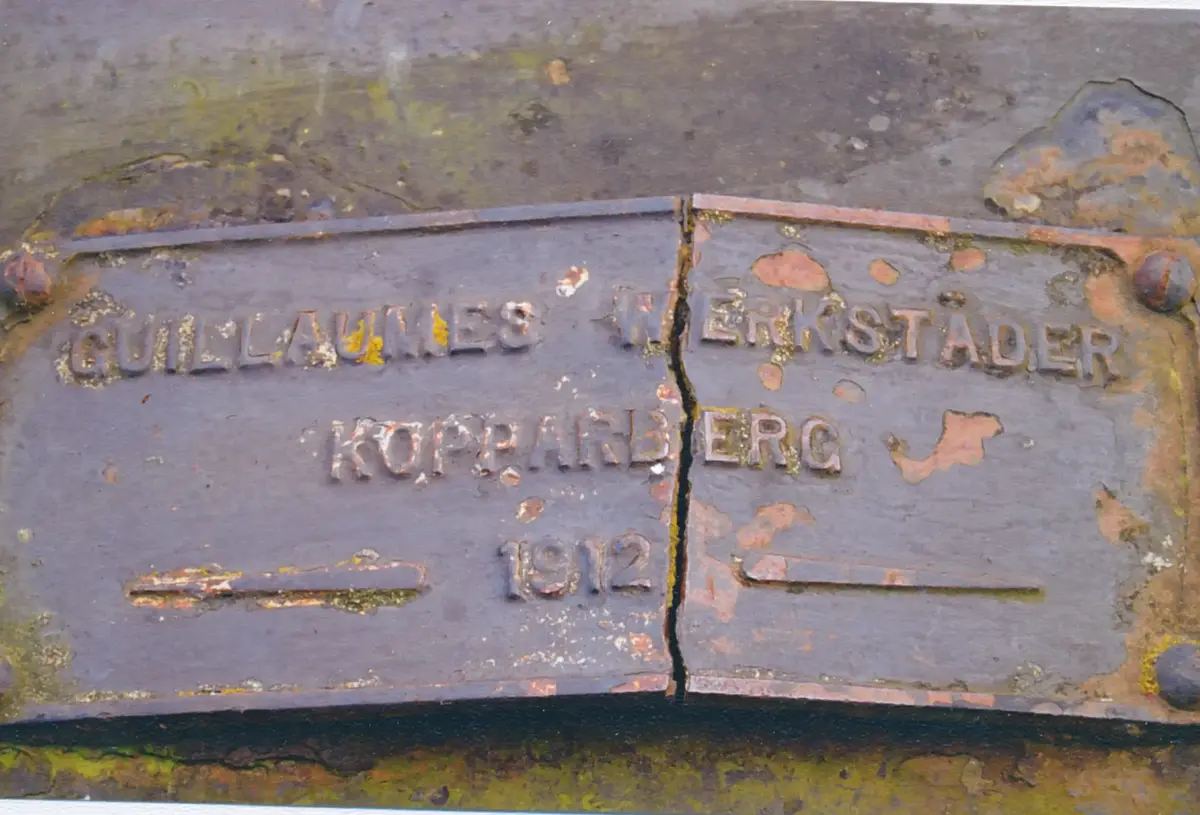 GUILLAUMES WERKSTÄDER
KOPPARBERG
1912